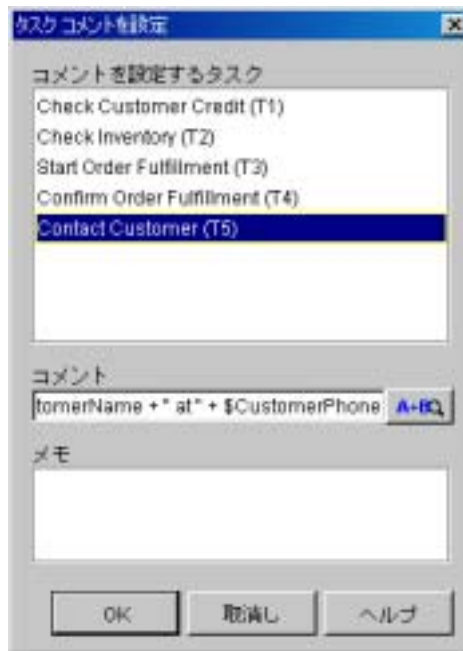 タスク コメントを設定
コメントを設定するタスク
Check Customer Credit (T1)
Check Inventory (T2)
Start Order Fulfillment (T3)
Confirm Order Fulfillment (T4)
Contact Customer (T5)
コメント
tomerName +" at" + $CustomerPhone
A+B
メモ
OK 取消し ヘルプ